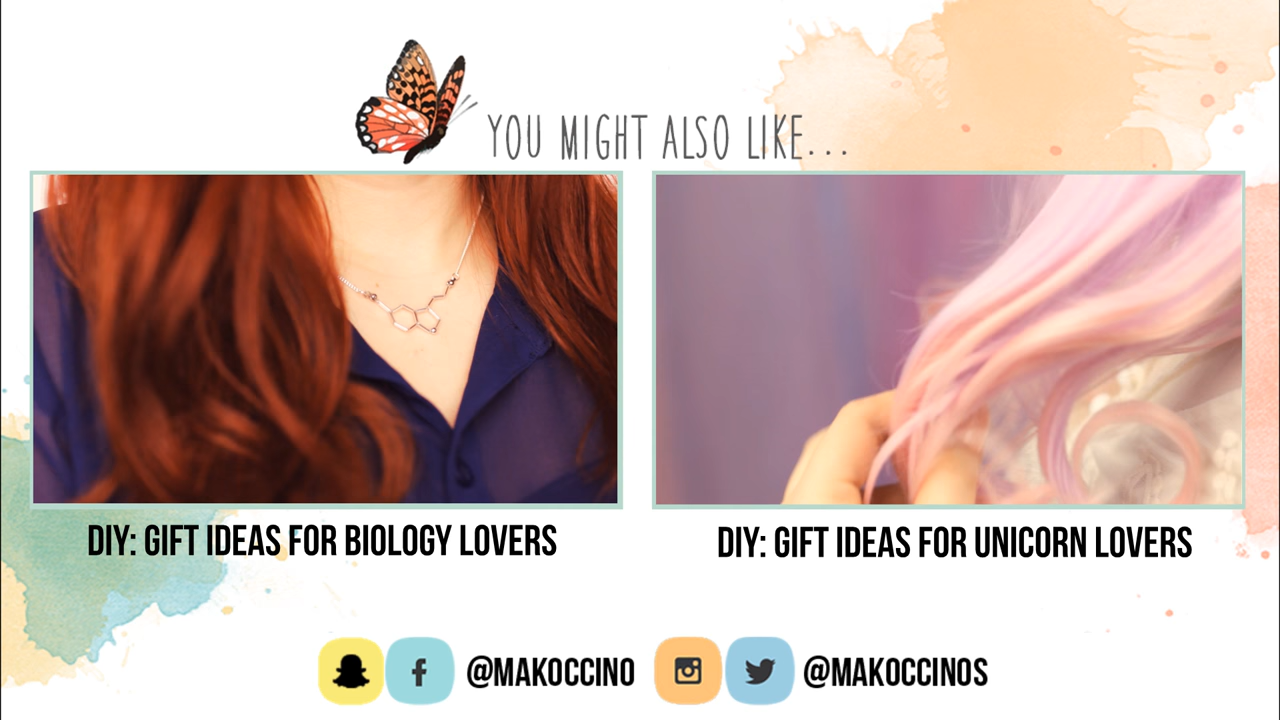 YOU MIGHT ALSO LIKE...
DIY: GIFT IDEAS FOR BIOLOGY LOVERS
DIY: GIFT IDEAS FOR UNICORN LOVERS
@MAKOCCINO
@MAKOCCINOS